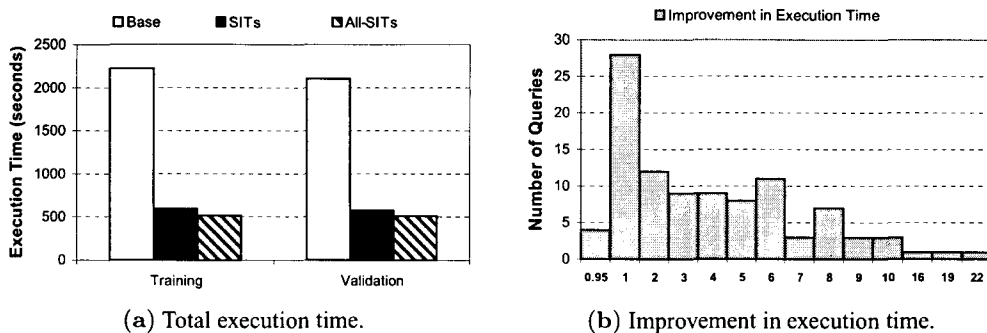 Base SITs All-SITs
Execution Time (seconds)
2500
2000
1500
1000
500
0
Training Validation
(a) Total execution time.
Improvement in Execution Time
Number of Queries
30
25
20
15
10
5
0
0.95 1 2 3 4 5 6 7 8 9 10 16 19 22
(b) Improvement in execution time.